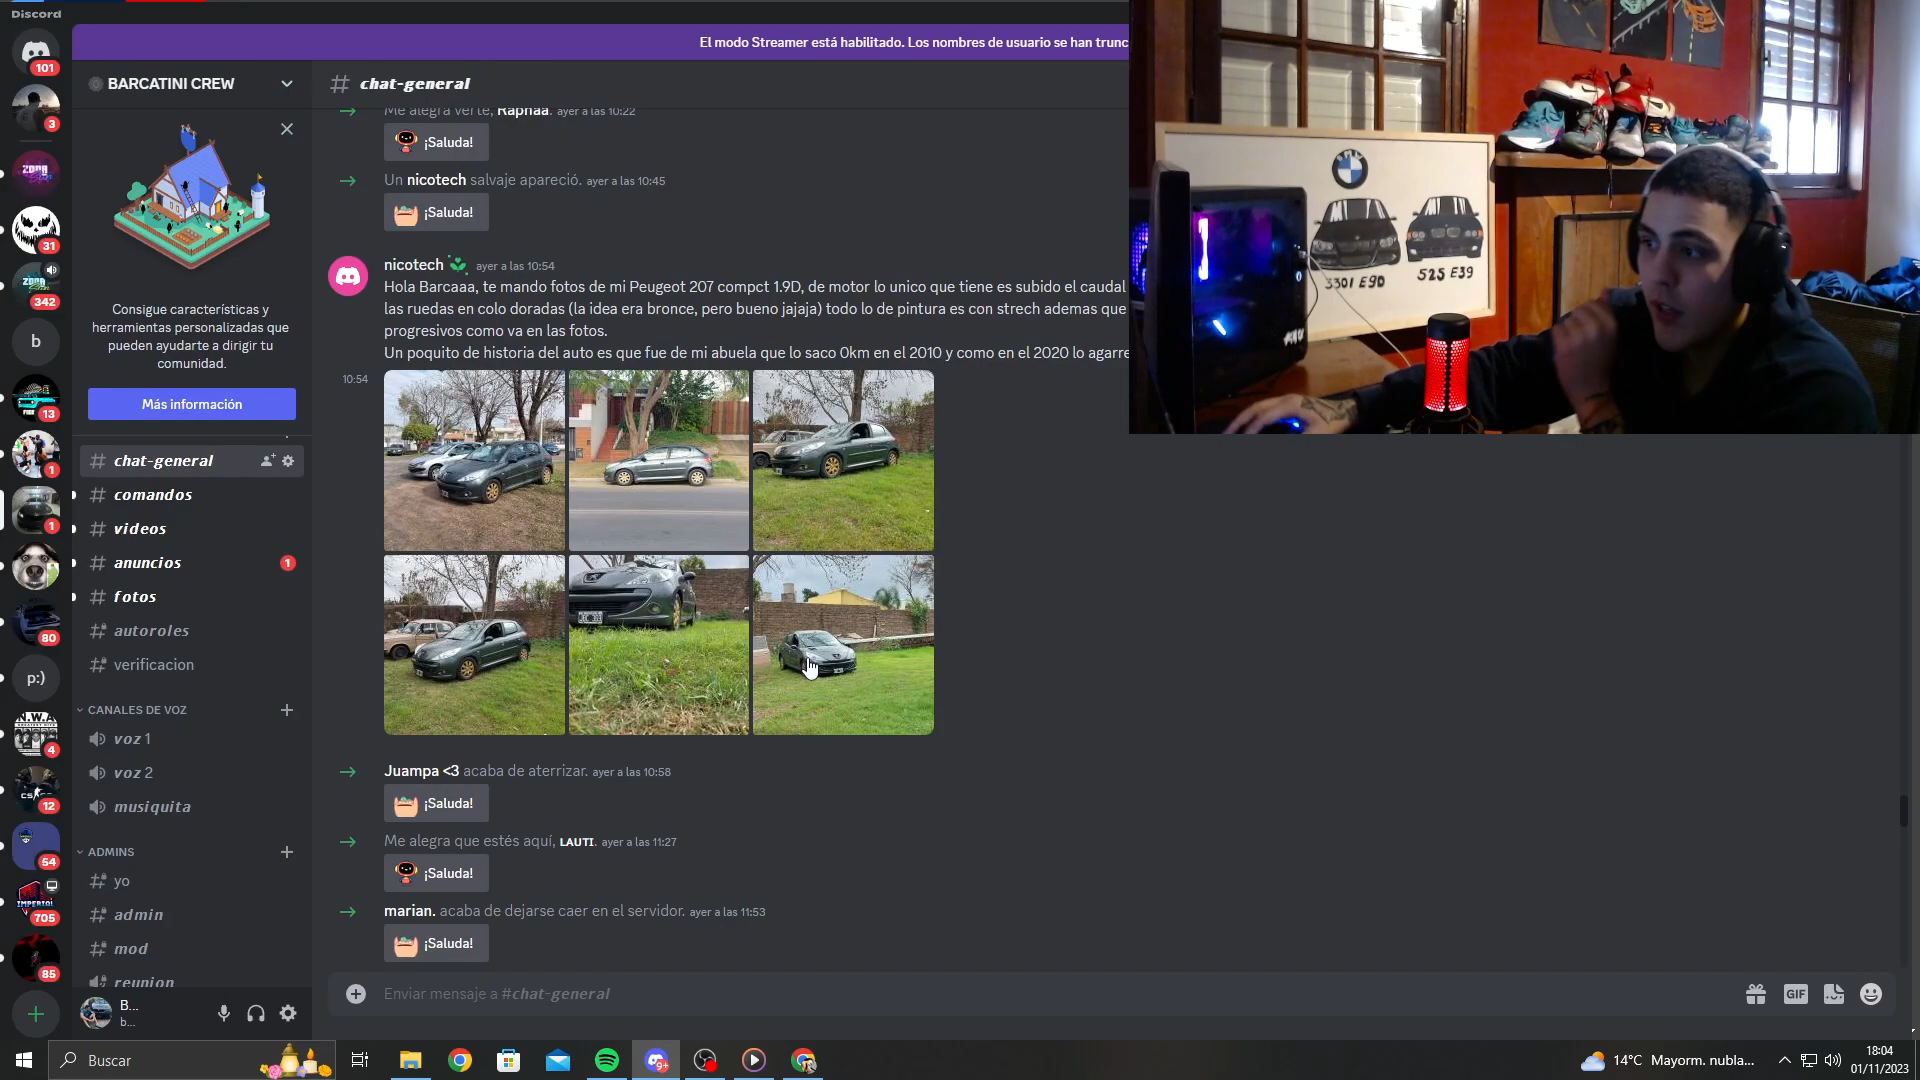 Discord
El modo Streamer está habilitado. Los nombres de usuario se han trunc
101
BARCATINI CREW
chat-general
3
Me alegra verte, Raphaa. ayer a las 10:22
¡Saluda!
Un nicotech salvaje apareció. ayer a las 10:45
¡Saluda!
31
342
nicotech ayer a las 10:54
Hola Barcaaa, te mando fotos de mi Peugeot 207 compct 1.9D, de motor lo unico que tiene es subido el caudal
las ruedas en colo doradas (la idea era bronce, pero bueno jajaja) todo lo de pintura es con strech ademas que
progresivos como va en las fotos.
Un poquito de historia del auto es que fue de mi abuela que lo saco 0km en el 2010 y como en el 2020 lo agarre
10:54
Consigue características y
herramientas personalizadas que
pueden ayudarte a dirigir tu
comunidad.
Más información
b
13
1
1
80
p:)
4
12
54
705
85
chat-general
comandos
videos
anuncios 1
fotos
autoroles
verificacion
CANALES DE VOZ
voz 1
voz 2
musiquita
ADMINS
yo
admin
mod
reunion
B...
b...
Juampa <3 acaba de aterrizar. ayer a las 10:58
¡Saluda!
Me alegra que estés aquí, LAUTI. ayer a las 11:27
¡Saluda!
marian. acaba de dejarse caer en el servidor. ayer a las 11:53
¡Saluda!
Enviar mensaje a #chat-general
GIF
BMW
330I E90
525 E39
N.W.A
IMPERIAL
Buscar
9+
14°C Mayorm. nubla...
18:04
01/11/2023